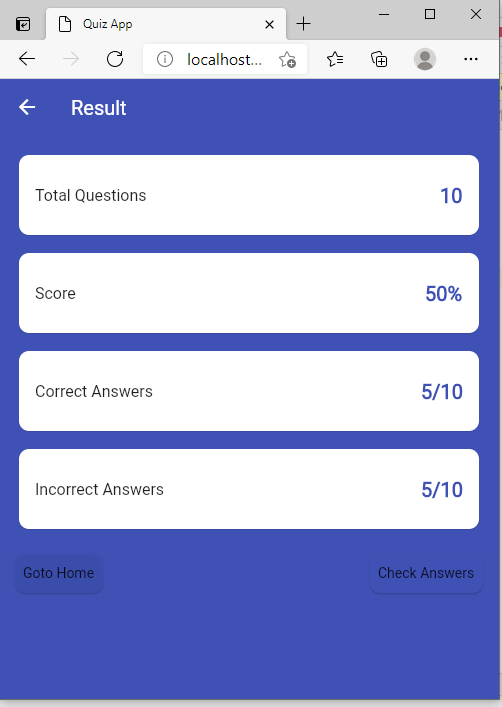 Quiz App
localhost...
Result
Total Questions 10
Score 50%
Correct Answers 5/10
Incorrect Answers 5/10
Goto Home Check Answers